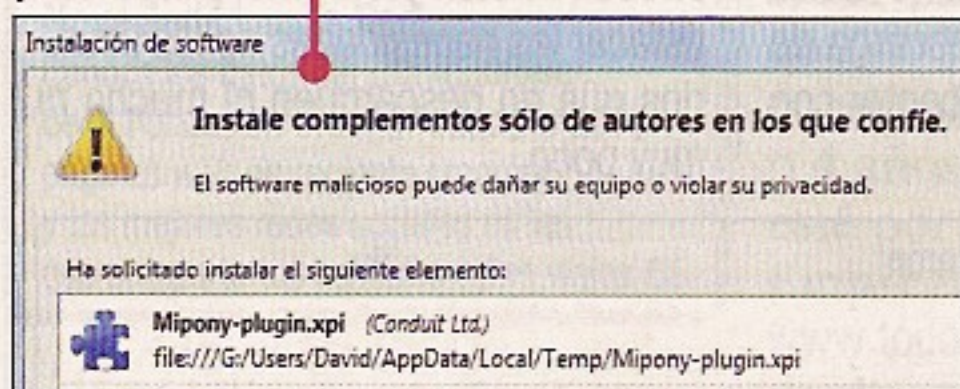 Instalación de software
Instale complementos sólo de autores en los que confíe.
El software malicioso puede dañar su equipo o violar su privacidad.
Ha solicitado instalar el siguiente elemento:
Mipony-plugin.xpi (Conduit Ltd.)
file:///G:/Users/David/AppData/Local/Temp/Mipony-plugin.xpi